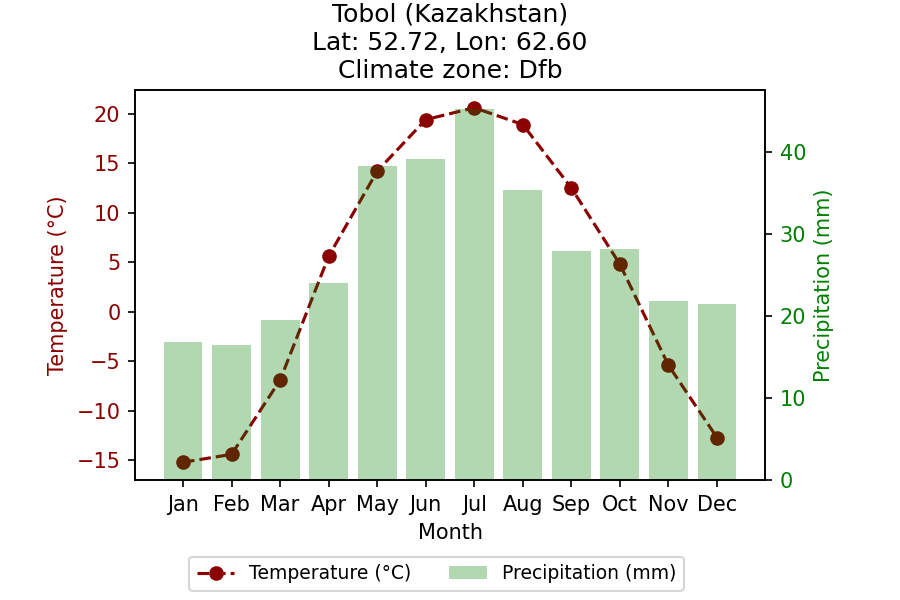 Tobol (Kazakhstan)
Lat: 52.72, Lon: 62.60
Climate zone: Dfb
Temperature (°C)
20
15
10
5
0
−5
−10
−15
40
30
20
10
0
Precipitation (mm)
Jan Feb Mar Apr May Jun Jul Aug Sep Oct Nov Dec
Month
Temperature (°C) Precipitation (mm)